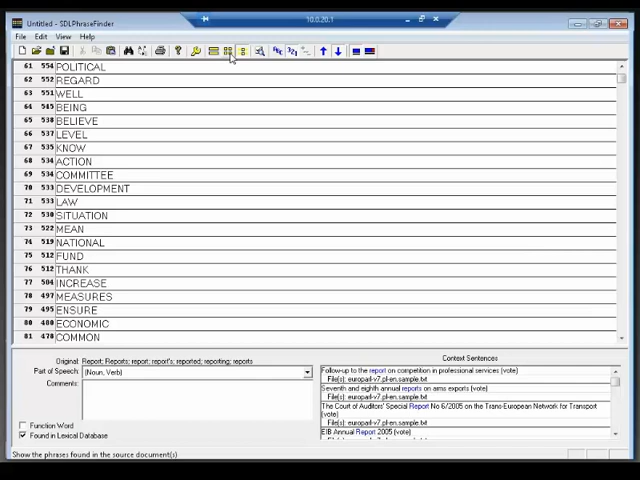 10.0.20.1
Untitled - SDLPhraseFinder
File Edit View Help
61 554 POLITICAL
62 552 REGARD
63 551 WELL
64 545 BEING
65 538 BELIEVE
66 537 LEVEL
67 535 KNOW
68 534 ACTION
69 534 COMMITTEE
70 533 DEVELOPMENT
71 533 LAW
72 530 SITUATION
73 522 MEAN
74 519 NATIONAL
75 512 FUND
76 512 THANK
77 504 INCREASE
78 497 MEASURES
79 495 ENSURE
80 480 ECONOMIC
81 478 COMMON
Original: Report; Reports; report; report's; reported; reporting; reports
Part of Speech: (Noun, Verb)
Comments:
Function Word
Found in Lexical Database
Context Sentences
Follow-up to the report on competition in professional services (vote)
File(s): europarl-v7.pl-en.sample.txt
Seventh and eighth annual reports on arms exports (vote)
File(s): europarl-v7.pl-en.sample.txt
The Court of Auditors' Special Report No 6/2005 on the Trans-European Network for Transport
(vote)
File(s): europarl-v7.pl-en.sample.txt
EIB Annual Report 2005 (vote)
File(s): europarl-v7.pl-en.sample.txt
Show the phrases found in the source document(s)